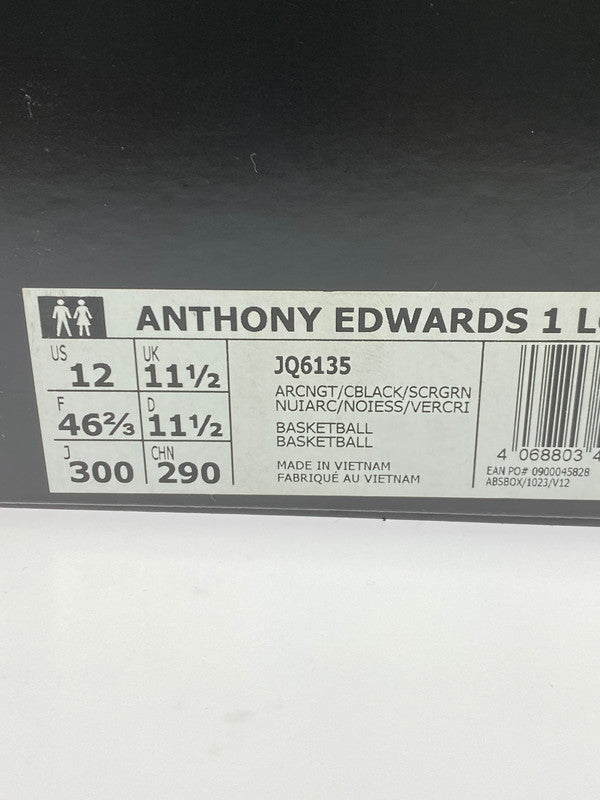 ANTHONY EDWARDS 1
US 12 UK 11½
F 46⅔ D 11½
J 300 CHN 290
JQ6135
ARCNGT/CBLACK/SCRGRN
NUIARC/NOIESS/VERCRI
BASKETBALL
BASKETBALL
MADE IN VIETNAM
FABRIQUÉ AU VIETNAM
4 068803
EAN PO# 0900045828
ABSBOX/1023/V12